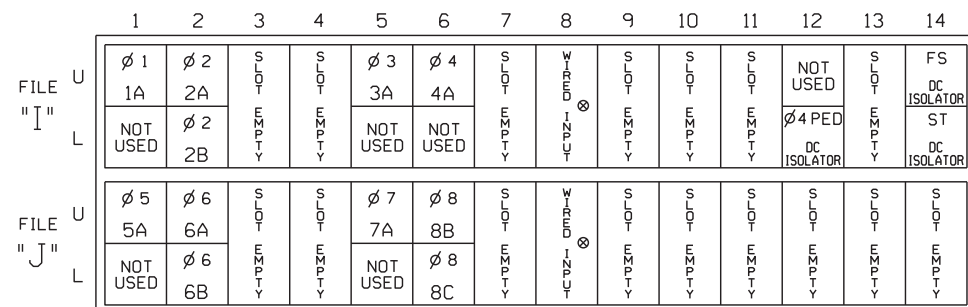 1 2 3 4 5 6 7 8 9 10 11 12 13 14
FILE "I"
U
Ø 1 1A
Ø 2 2A
SLOT EMPTY
SLOT EMPTY
Ø 3 3A
Ø 4 4A
SLOT EMPTY
WIRED INPUT
SLOT EMPTY
SLOT EMPTY
SLOT EMPTY
NOT USED
SLOT EMPTY
FS DC ISOLATOR
L
NOT USED
Ø 2 2B
NOT USED
NOT USED
Ø4 PED DC ISOLATOR
ST DC ISOLATOR
FILE "J"
U
Ø 5 5A
Ø 6 6A
SLOT EMPTY
SLOT EMPTY
Ø 7 7A
Ø 8 8B
SLOT EMPTY
WIRED INPUT
SLOT EMPTY
SLOT EMPTY
SLOT EMPTY
SLOT EMPTY
SLOT EMPTY
SLOT EMPTY
L
NOT USED
Ø 6 6B
NOT USED
Ø 8 8C